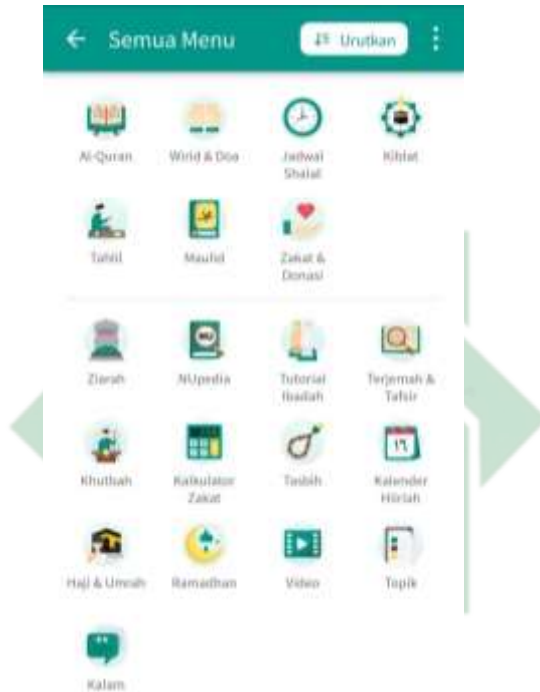 Semua Menu
Urutkan
Al-Quran
Wirid & Doa
Jadwal
Shalat
Kiblat
Tahlil
Maulid
Zakat &
Donasi
Ziarah
NUpedia
Tutorial
Ibadah
Terjemah &
Tafsir
Khutbah
Kalkulator
Zakat
Tasbih
Kalender
Hijriah
Haji & Umrah
Ramadhan
Video
Topik
Kalam